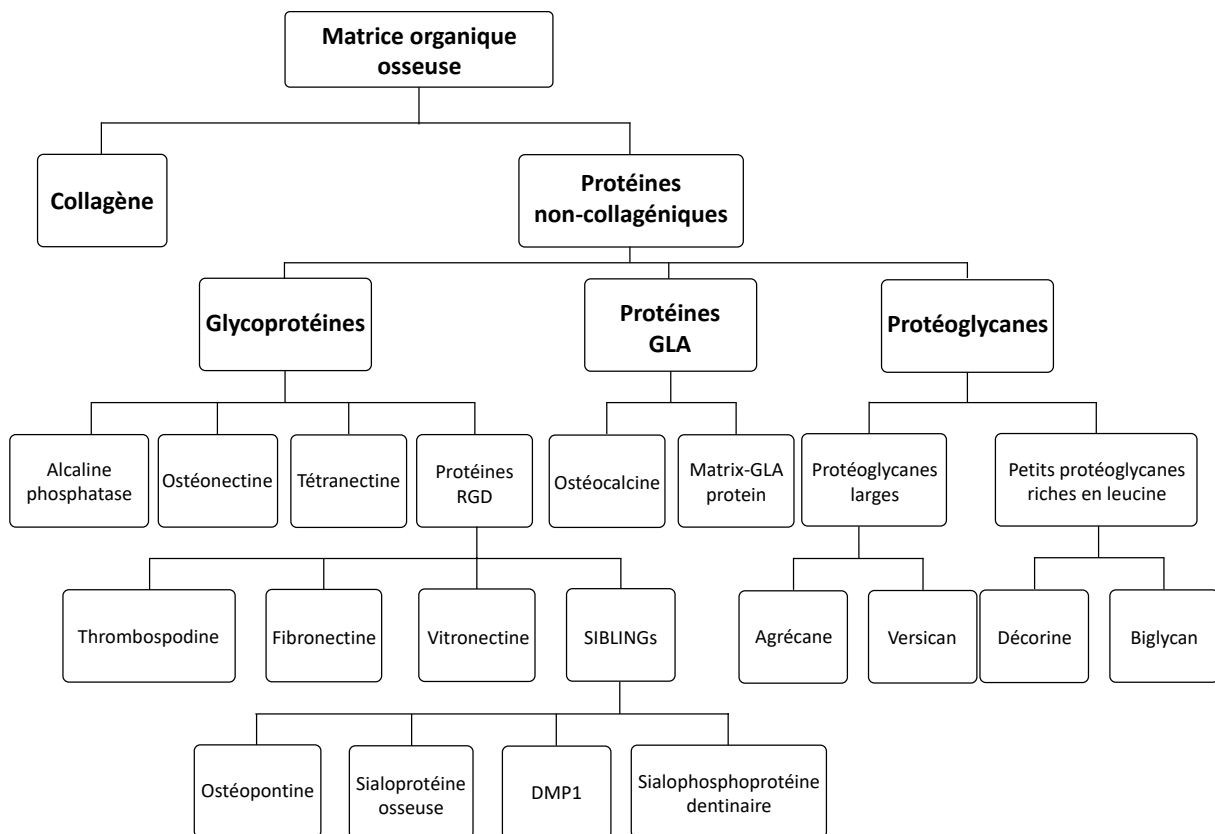 Matrice organique
osseuse
Collagène
Protéines
non-collagéniques
Glycoprotéines
Protéines
GLA
Protéoglycanes
Alcaline
phosphatase
Ostéonectine
Tétranectine
Protéines
RGD
Ostéocalcine
Matrix-GLA
protein
Protéoglycanes
larges
Petits protéoglycanes
riches en leucine
Thrombospodine
Fibronectine
Vitronectine
SIBLINGs
Agrécane
Versican
Décorine
Biglycan
Ostéopontine
Sialoprotéine
osseuse
DMP1
Sialophosphoprotéine
dentinaire